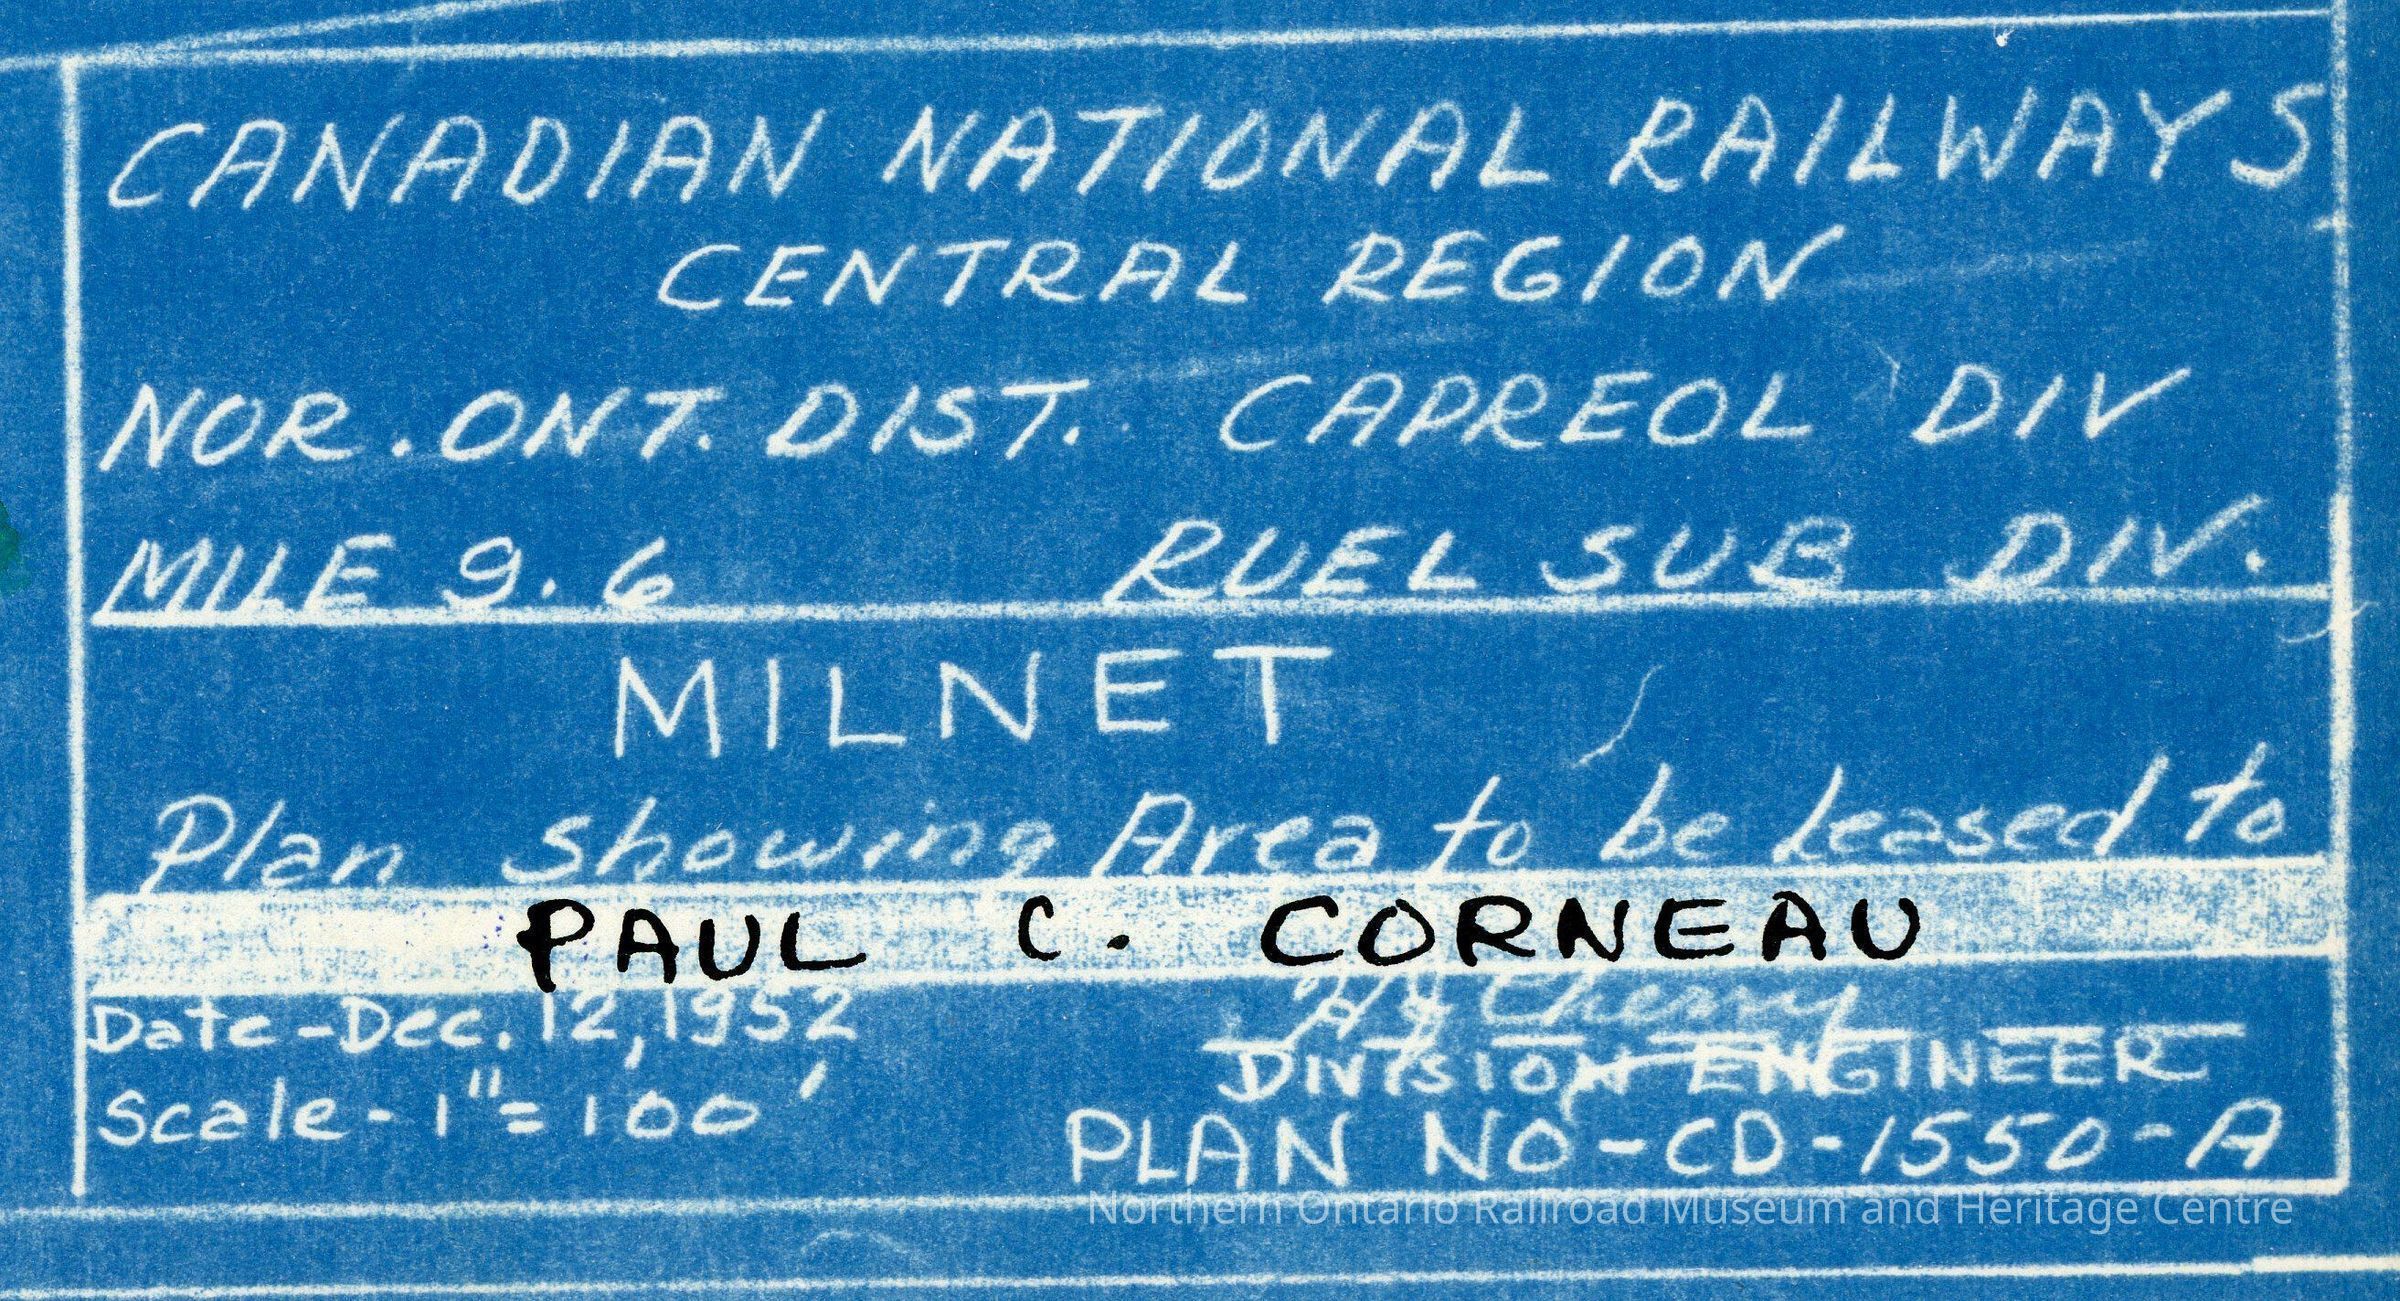 CANADIAN NATIONAL RAILWAYS
CENTRAL REGION
NOR. ONT. DIST. CAPREOL DIV
MILE 9.6 RUEL SUB DIV.
MILNET
Plan showing Area to be Leased to
PAUL C. CORNEAU
Cherry
Date-Dec. 12, 1952
DIVISION ENGINEER
Scale-1"=100'
PLAN NO-CD-1550-A
Northern Ontario Railroad Museum and Heritage Centre